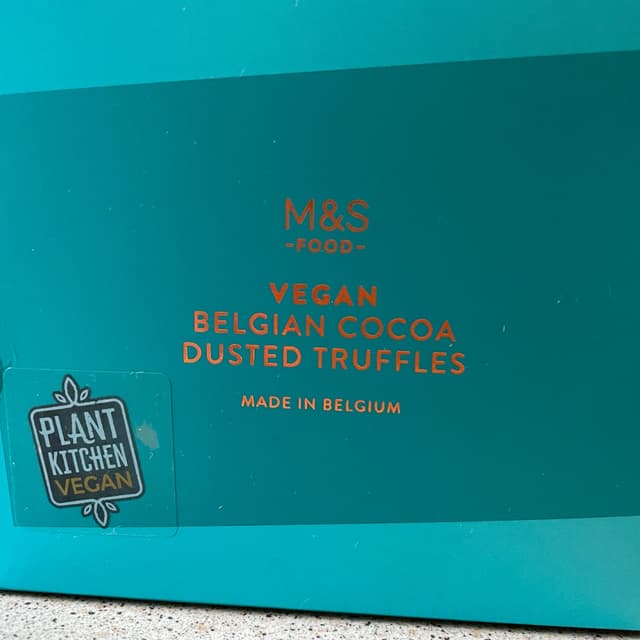 M&S
-FOOD-
VEGAN
BELGIAN COCOA
DUSTED TRUFFLES
MADE IN BELGIUM
PLANT
KITCHEN
VEGAN